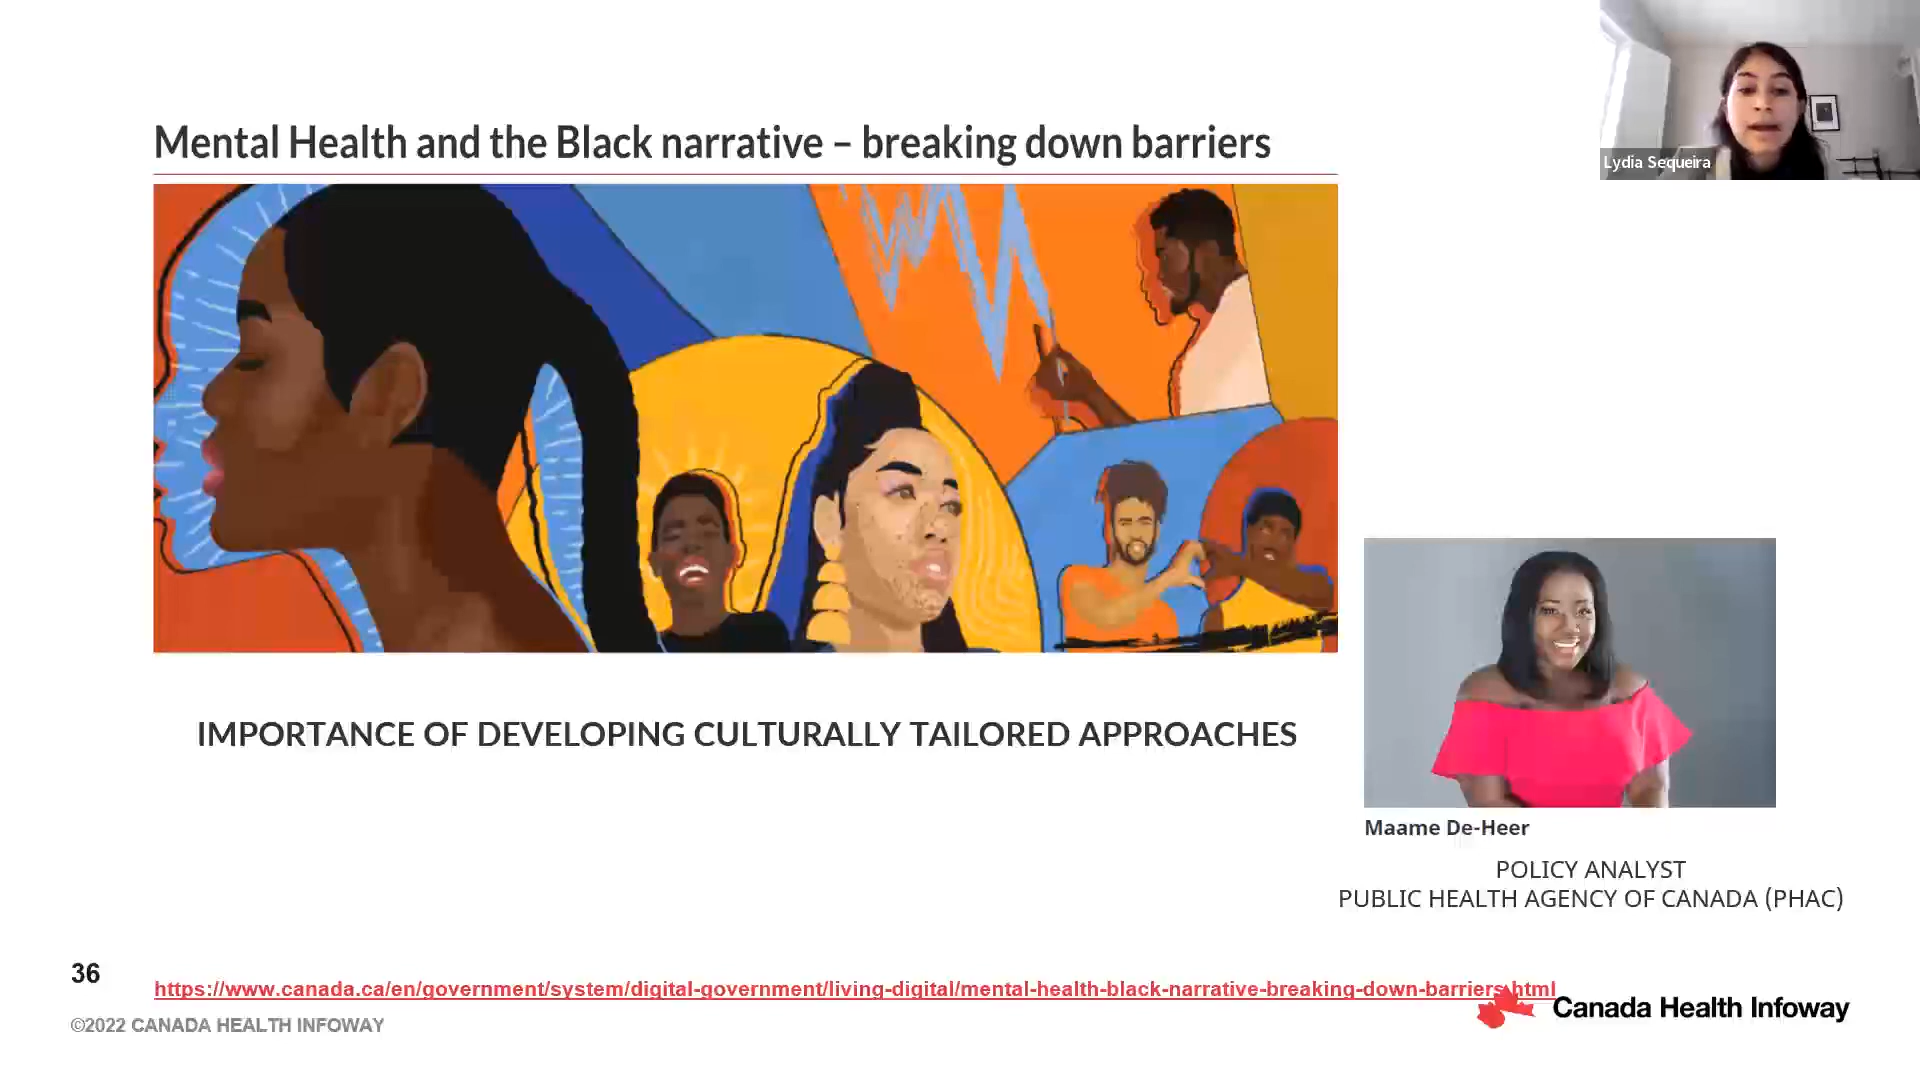 Mental Health and the Black narrative – breaking down barriers
Lydia Sequeira
IMPORTANCE OF DEVELOPING CULTURALLY TAILORED APPROACHES
Maame De-Heer
POLICY ANALYST
PUBLIC HEALTH AGENCY OF CANADA (PHAC)
36
https://www.canada.ca/en/government/system/digital-government/living-digital/mental-health-black-narrative-breaking-down-barriers.html
Canada Health Infoway
©2022 CANADA HEALTH INFOWAY